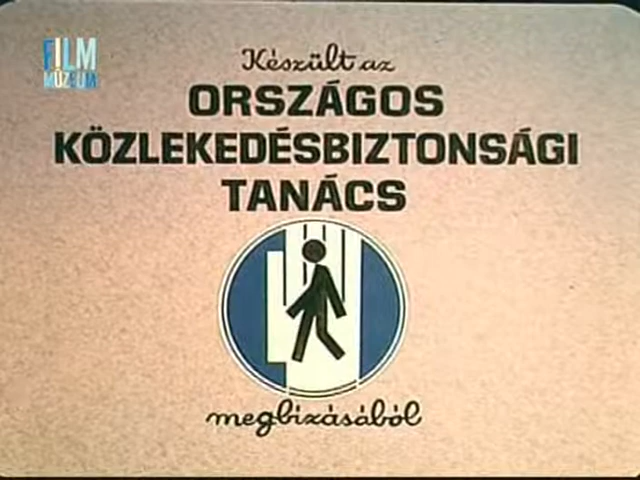 FILM
MÚZEUM
Készült az
ORSZÁGOS
KÖZLEKEDÉSBIZTONSÁGI
TANÁCS
megbízásából